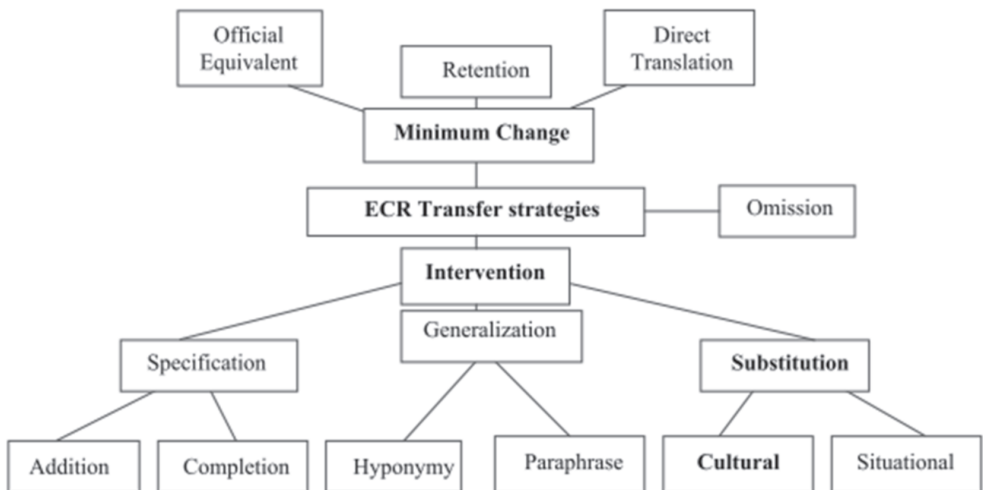 Official
Equivalent
Retention
Direct
Translation
Minimum Change
ECR Transfer strategies
Omission
Intervention
Generalization
Specification
Substitution
Addition
Completion
Hyponymy
Paraphrase
Cultural
Situational